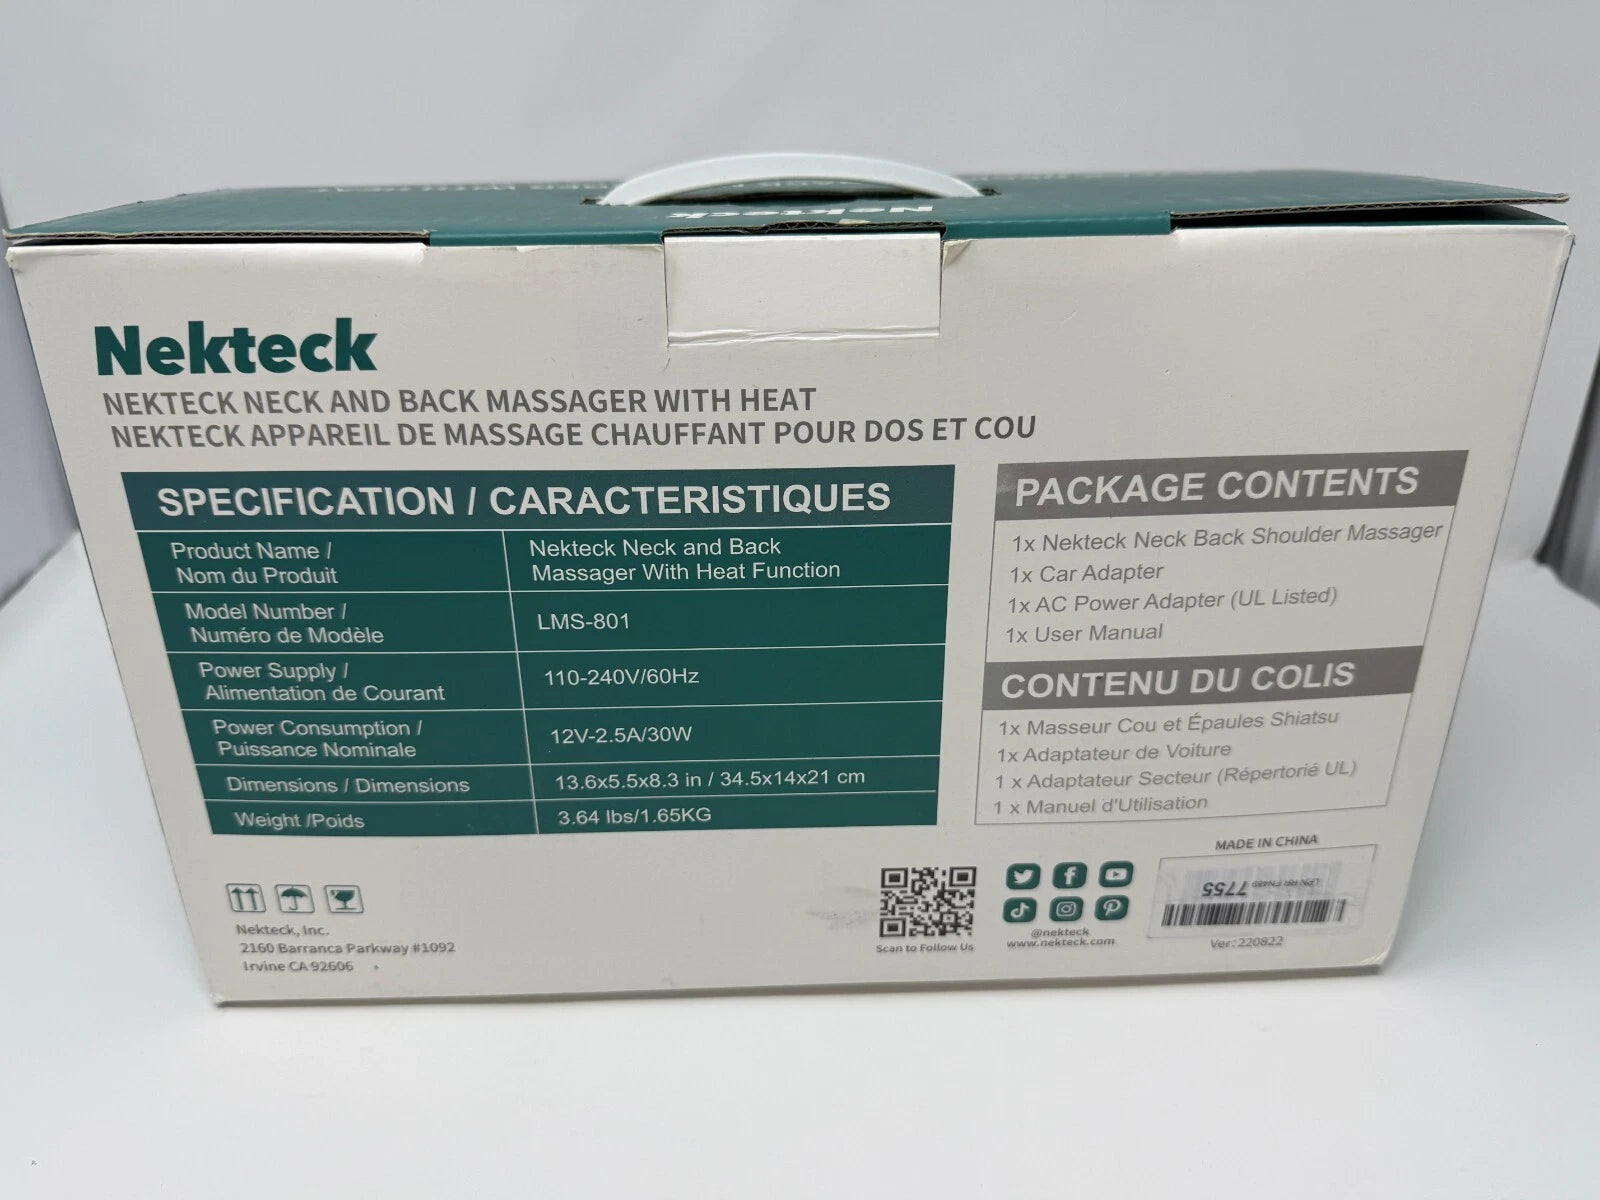 Nekteck
Nekteck
NEKTECK NECK AND BACK MASSAGER WITH HEAT
NEKTECK APPAREIL DE MASSAGE CHAUFFANT POUR DOS ET COU
SPECIFICATION / CARACTERISTIQUES
Product Name /
Nom du Produit
Nekteck Neck and Back
Massager With Heat Function
Model Number /
Numéro de Modèle
LMS-801
Power Supply /
Alimentation de Courant
110-240V/60Hz
Power Consumption /
Puissance Nominale
12V-2.5A/30W
Dimensions / Dimensions
13.6x5.5x8.3 in / 34.5x14x21 cm
Weight /Poids
3.64 lbs/1.65KG
PACKAGE CONTENTS
1x Nekteck Neck Back Shoulder Massager
1x Car Adapter
1x AC Power Adapter (UL Listed)
1x User Manual
CONTENU DU COLIS
1x Masseur Cou et Épaules Shiatsu
1x Adaptateur de Voiture
1 x Adaptateur Secteur (Répertorié UL)
1 x Manuel d'Utilisation
Nekteck, Inc.
2160 Barranca Parkway #1092
Irvine CA 92606
Scan to Follow Us
@nekteck
www.nekteck.com
MADE IN CHINA
7755
Ver: 220822